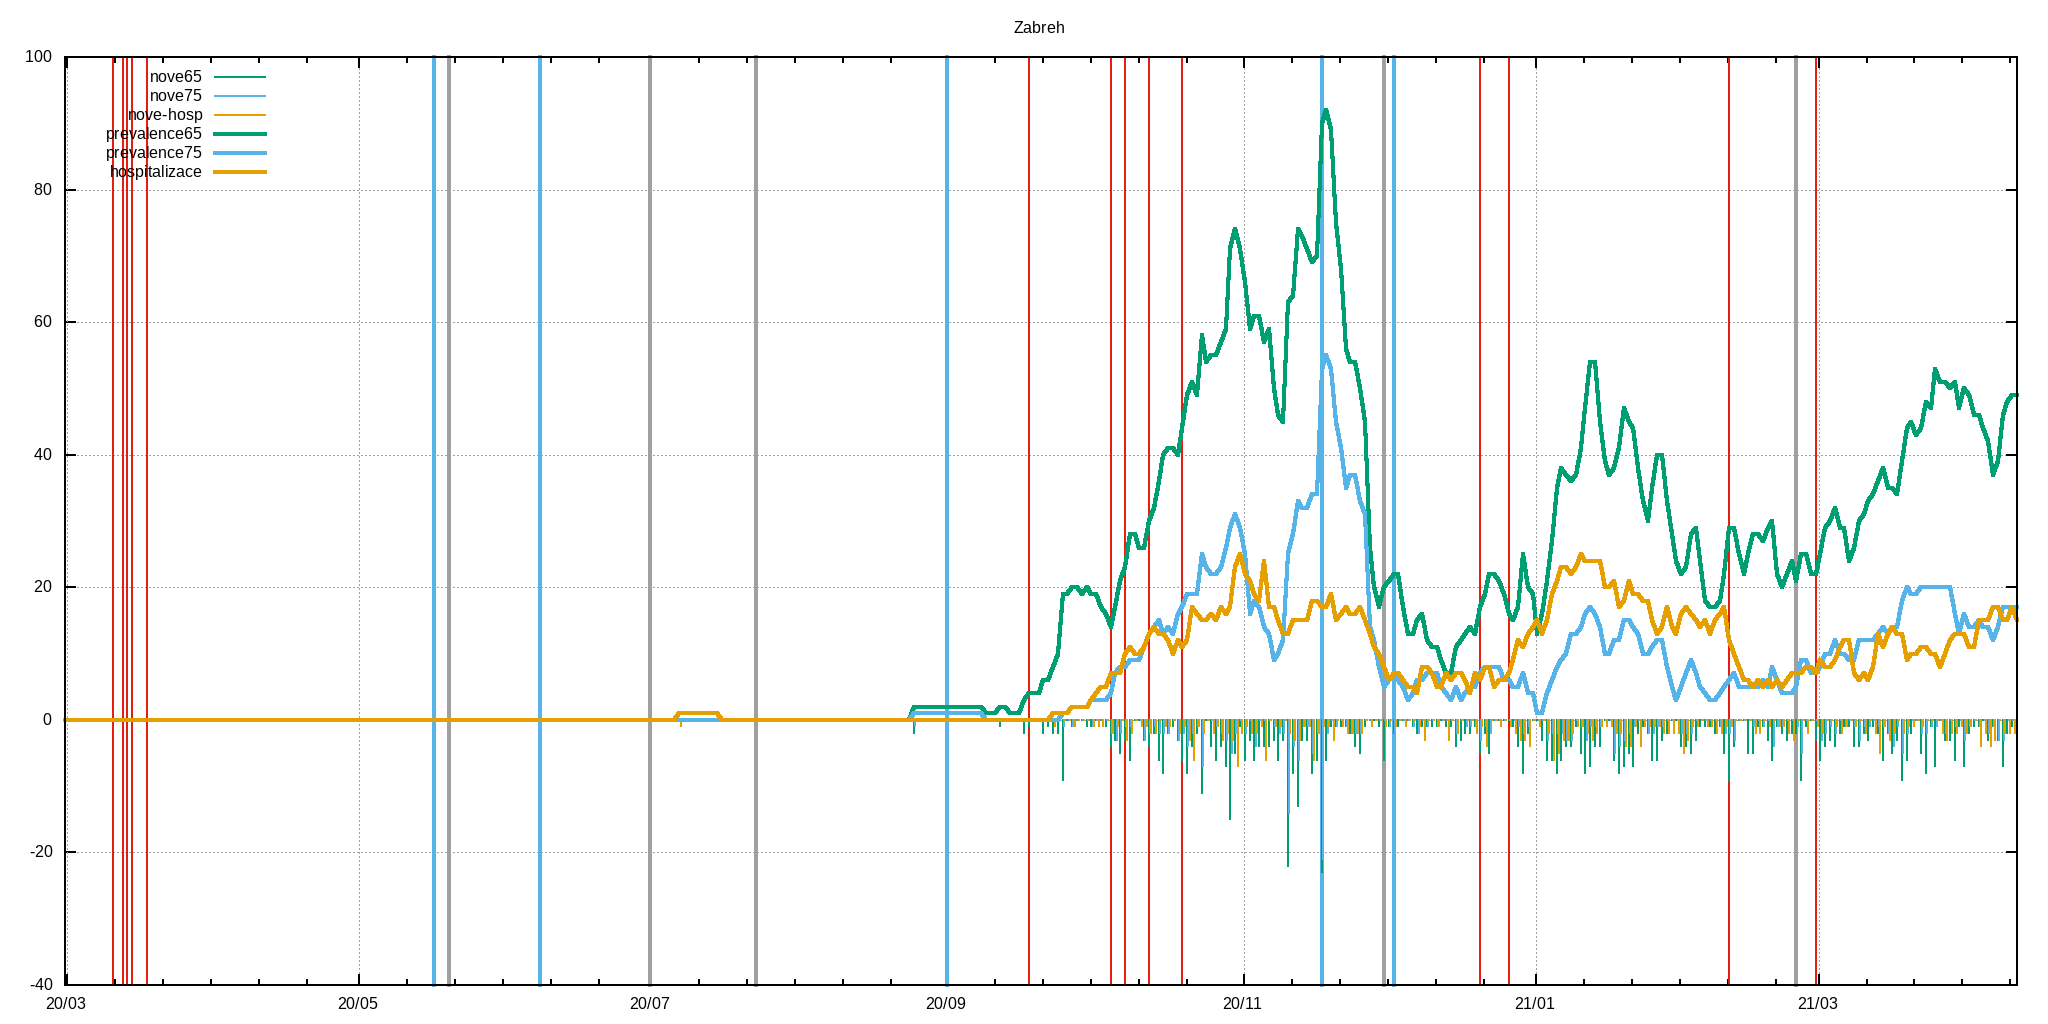 Zabreh
100
nove65
nove75
nove-hosp
prevalence65
prevalence75
hospitalizace
80
60
40
20
0
-20
-40
20/03 20/05 20/07 20/09 20/11 21/01 21/03